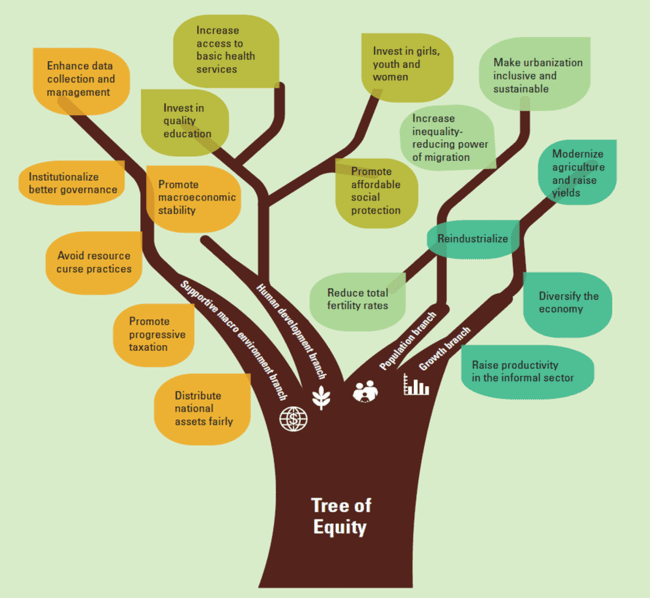 Increase
access to
basic health
services
Enhance data
collection and
management
Invest in girls,
youth and
women
Make urbanization
inclusive and
sustainable
Invest in
quality
education
Increase
inequality-
reducing power
of migration
Modernize
agriculture
and raise
yields
Institutionalize
better governance
Promote
macroeconomic
stability
Promote
affordable
social
protection
Reindustrialize
Avoid resource
curse practices
Reduce total
fertility rates
Diversify the
economy
Promote
progressive
taxation
Raise productivity
in the informal sector
Distribute
national
assets fairly
Supportive macro environment branch
Human development branch
Population branch
Growth branch
$
Tree of
Equity